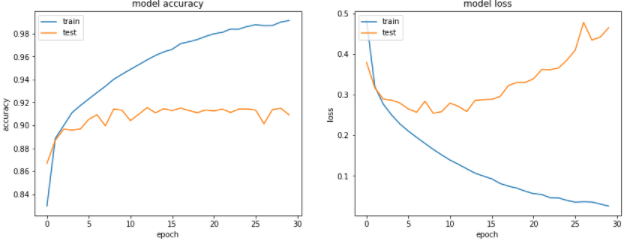 model accuracy
train
test
0.98
0.96
0.94
0.92
0.90
0.88
0.86
0.84
accuracy
0
5
10
15
20
25
30
epoch
model loss
train
test
0.5
0.4
0.3
0.2
0.1
loss
0
5
10
15
20
25
30
epoch